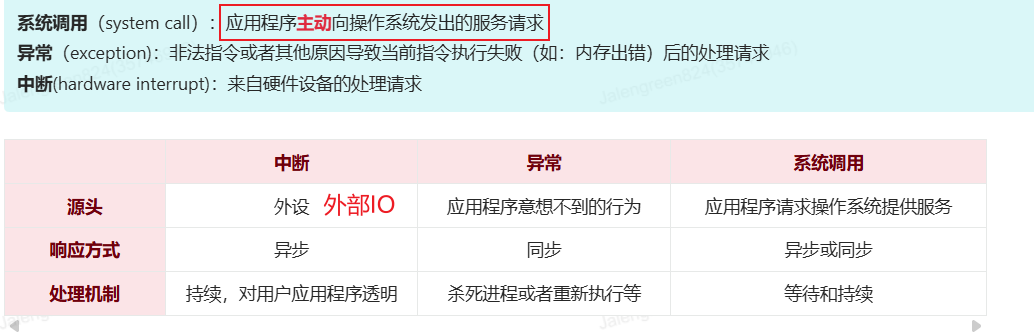 系统调用（system call）: 应用程序主动向操作系统发出的服务请求
异常（exception）: 非法指令或者其他原因导致当前指令执行失败（如：内存出错）后的处理请求
中断(hardware interrupt)：来自硬件设备的处理请求
中断 异常 系统调用
源头 外设 外部IO 应用程序意想不到的行为 应用程序请求操作系统提供服务
响应方式 异步 同步 异步或同步
处理机制 持续，对用户应用程序透明 杀死进程或者重新执行等 等待和持续